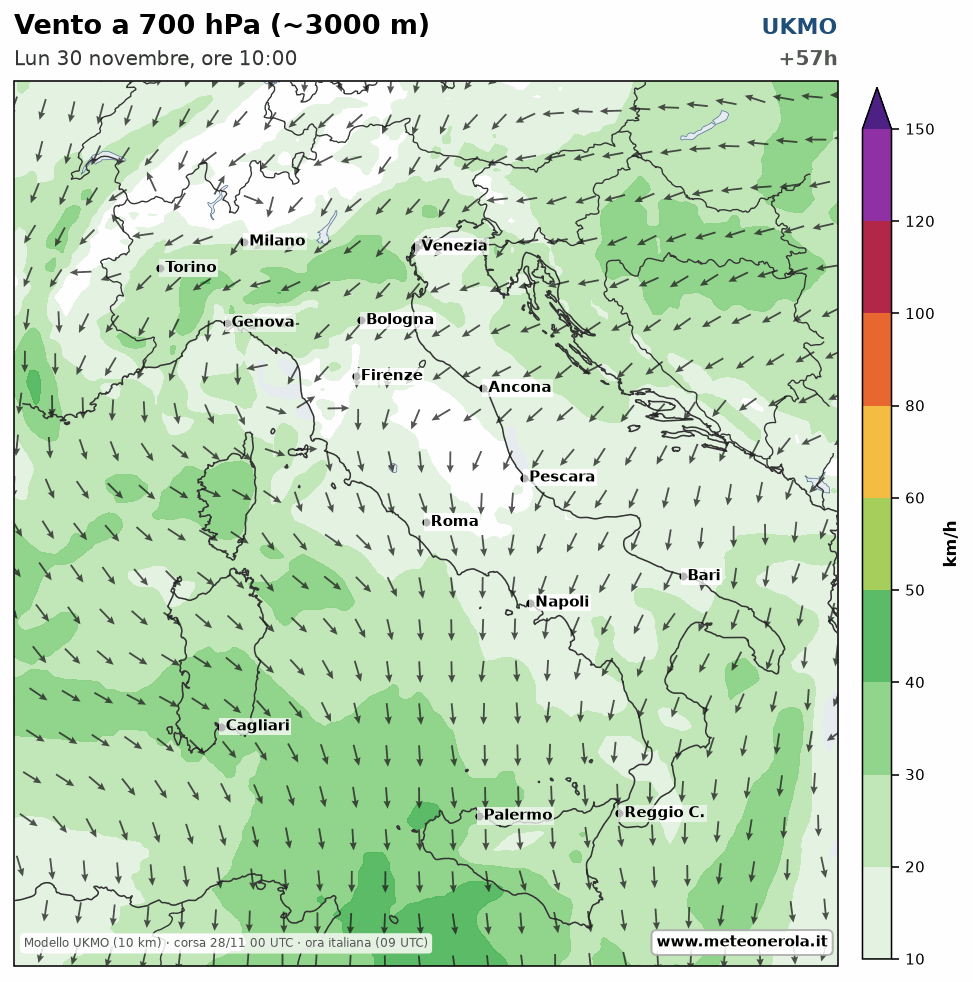 Vento a 700 hPa (~3000 m)
UKMO
Lun 30 novembre, ore 10:00
+57h
Milano
Venezia
Torino
Genova
Bologna
Firenze
Ancona
Pescara
Roma
Bari
Napoli
Cagliari
Palermo
Reggio C.
150
120
100
80
60
50
40
30
20
10
km/h
Modello UKMO (10 km) · corsa 28/11 00 UTC · ora italiana (09 UTC)
www.meteonerola.it